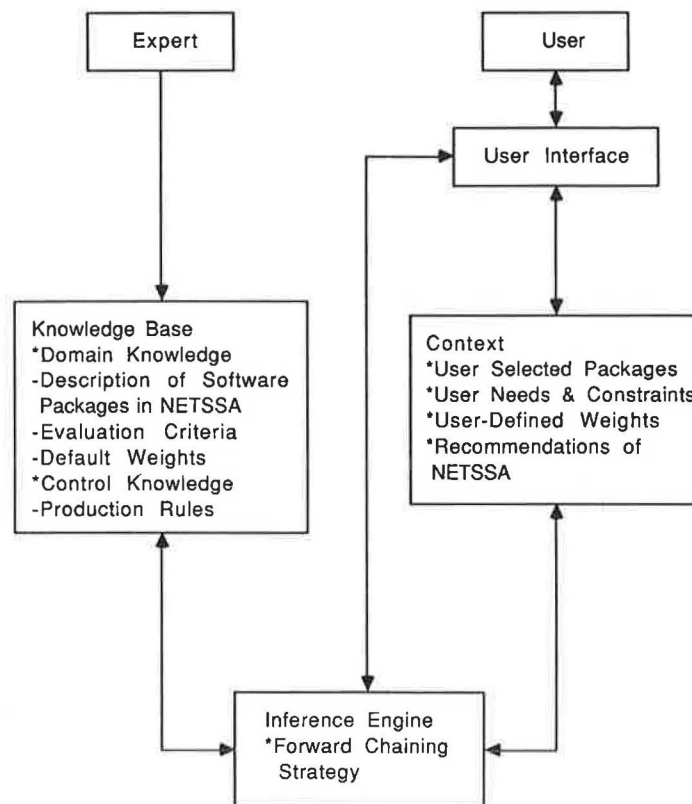 Expert
User
User Interface
Knowledge Base
*Domain Knowledge
-Description of Software
Packages in NETSSA
-Evaluation Criteria
-Default Weights
*Control Knowledge
-Production Rules
Context
*User Selected Packages
*User Needs & Constraints
*User-Defined Weights
*Recommendations of
NETSSA
Inference Engine
*Forward Chaining
Strategy